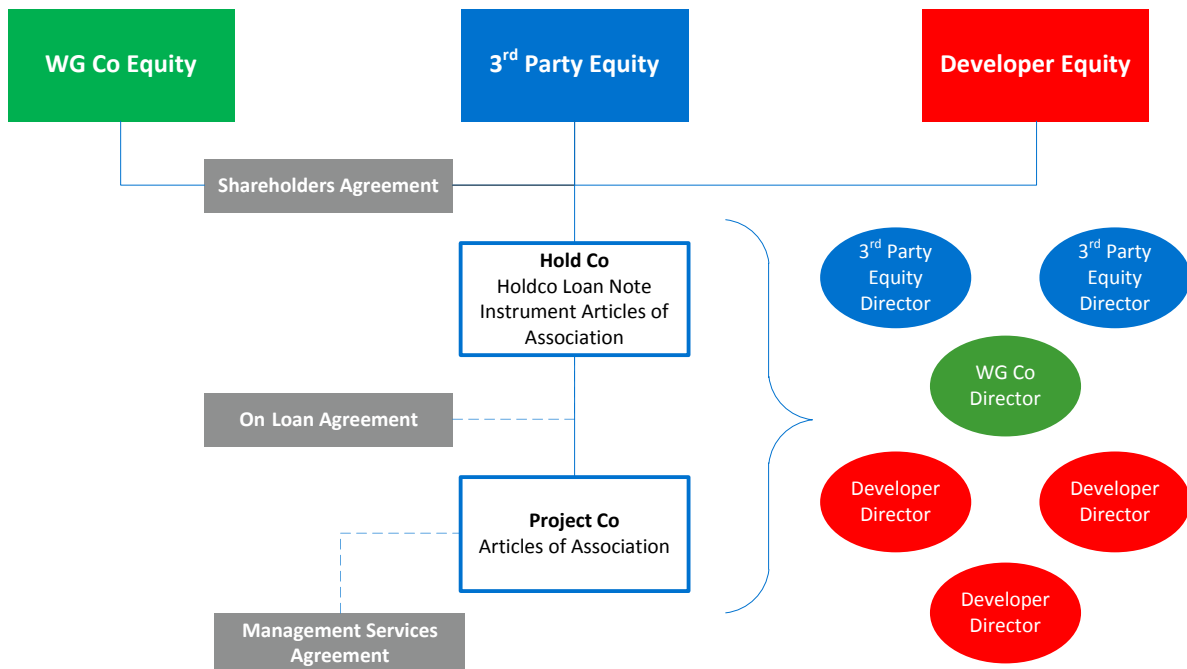 WG Co Equity
3rd Party Equity
Developer Equity
Shareholders Agreement
Hold Co
Holdco Loan Note
Instrument Articles of
Association
3rd Party
Equity
Director
3rd Party
Equity
Director
WG Co
Director
On Loan Agreement
Project Co
Articles of Association
Developer
Director
Developer
Director
Developer
Director
Management Services
Agreement